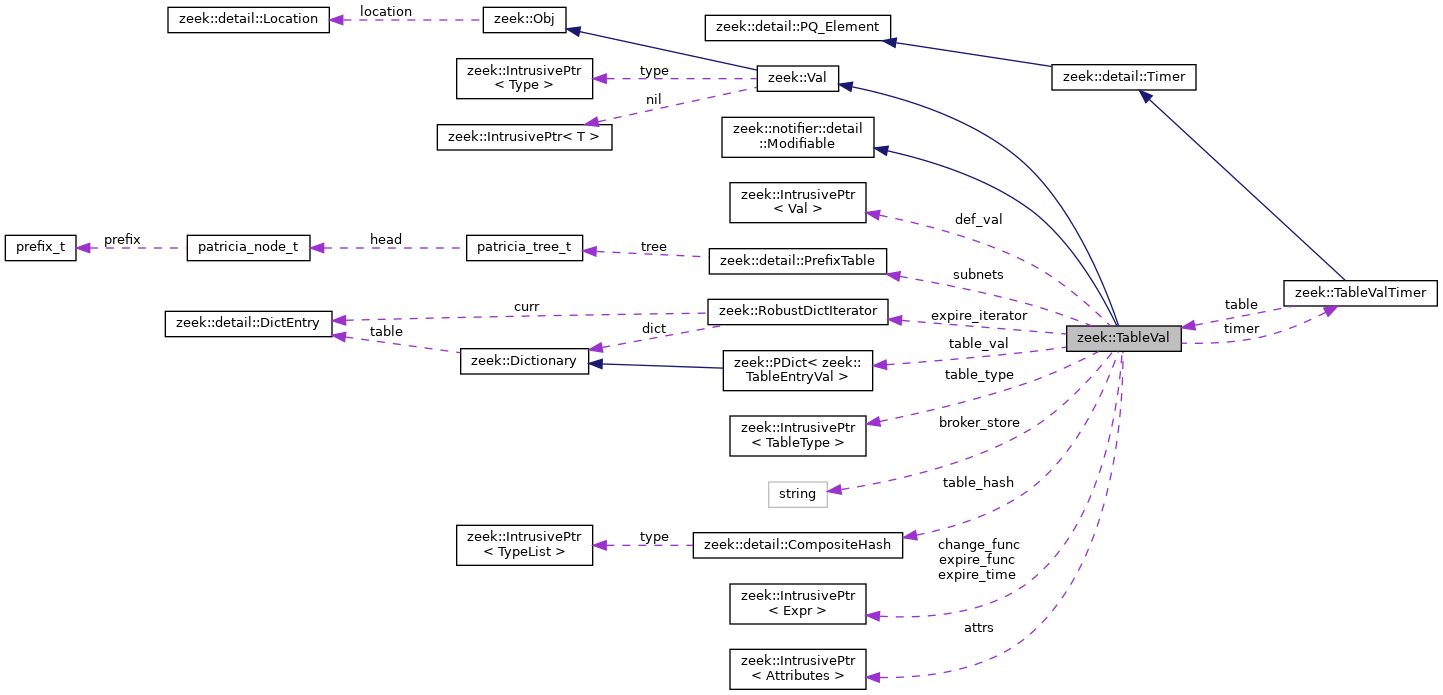 zeek::detail::Location
location
zeek::Obj
zeek::detail::PQ_Element
zeek::IntrusivePtr
< Type >
type
zeek::Val
zeek::detail::Timer
nil
zeek::IntrusivePtr< T >
zeek::notifier::detail
::Modifiable
zeek::IntrusivePtr
< Val >
def_val
prefix_t
prefix
patricia_node_t
head
patricia_tree_t
tree
zeek::detail::PrefixTable
subnets
zeek::TableValTimer
zeek::detail::DictEntry
curr
zeek::RobustDictIterator
expire_iterator
table
timer
table
dict
zeek::TableVal
zeek::Dictionary
zeek::PDict< zeek::
TableEntryVal >
table_val
table_type
zeek::IntrusivePtr
< TableType >
broker_store
string
table_hash
zeek::IntrusivePtr
< TypeList >
type
zeek::detail::CompositeHash
change_func
expire_func
expire_time
zeek::IntrusivePtr
< Expr >
attrs
zeek::IntrusivePtr
< Attributes >